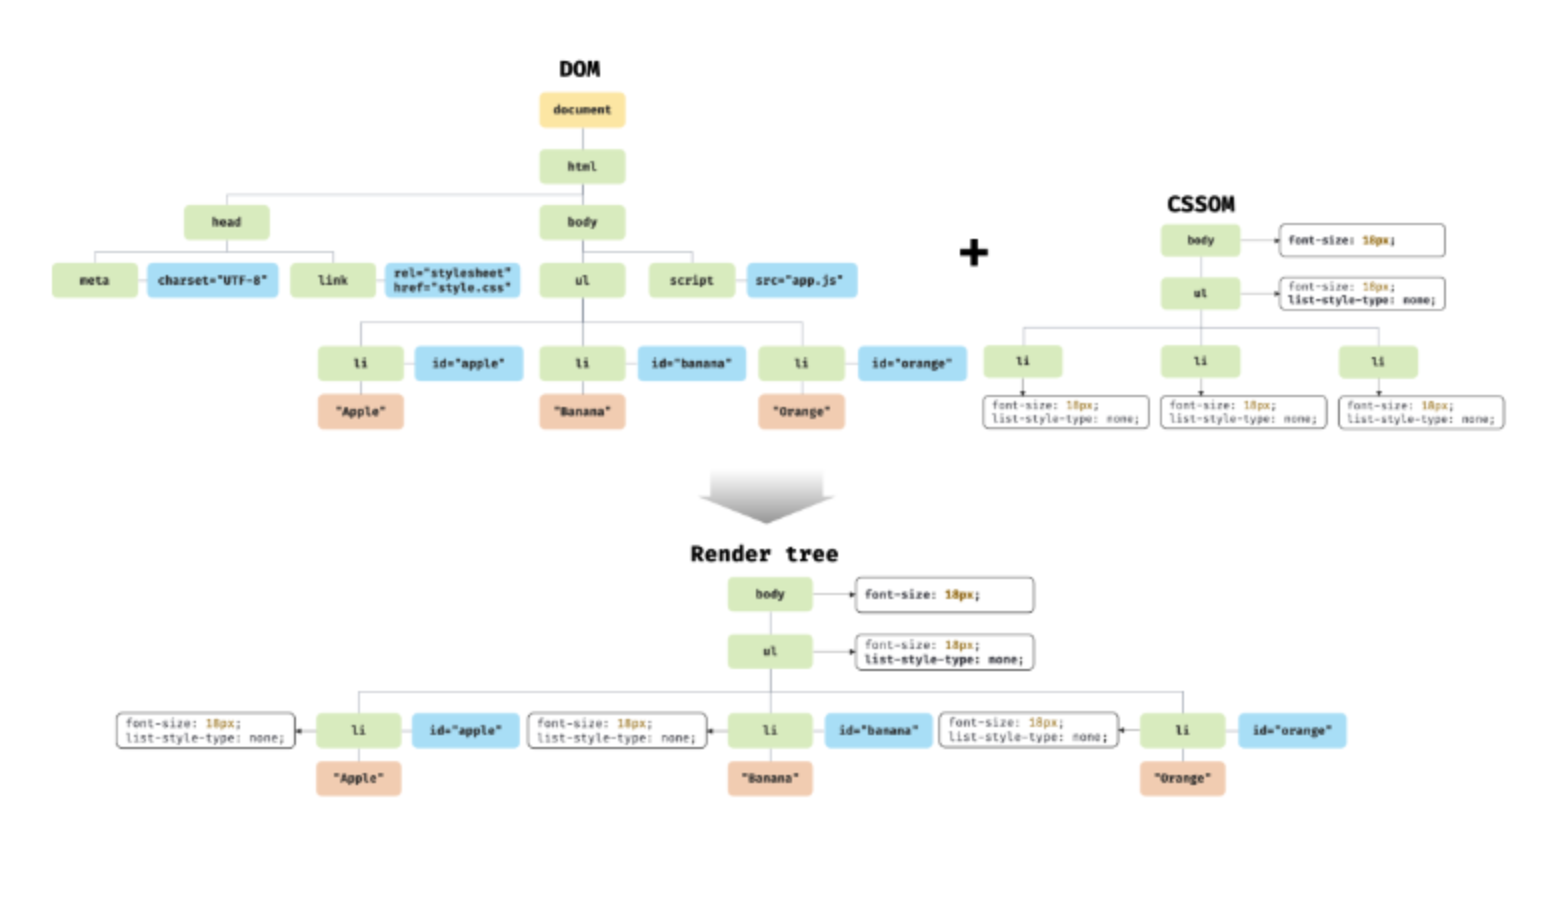 DOM
document
html
head
body
meta
charset="UTF-8"
link
rel="stylesheet"
href="style.css"
ul
script
src="app.js"
li
id="apple"
li
id="banana"
li
id="orange"
"Apple"
"Banana"
"Orange"
+
CSSOM
body
font-size: 18px;
ul
font-size: 18px;
list-style-type: none;
li
li
li
font-size: 18px;
list-style-type: none;
font-size: 18px;
list-style-type: none;
font-size: 18px;
list-style-type: none;
Render tree
body
font-size: 18px;
ul
font-size: 18px;
list-style-type: none;
font-size: 18px;
list-style-type: none;
li
id="apple"
font-size: 18px;
list-style-type: none;
li
id="banana"
font-size: 18px;
list-style-type: none;
li
id="orange"
"Apple"
"Banana"
"Orange"